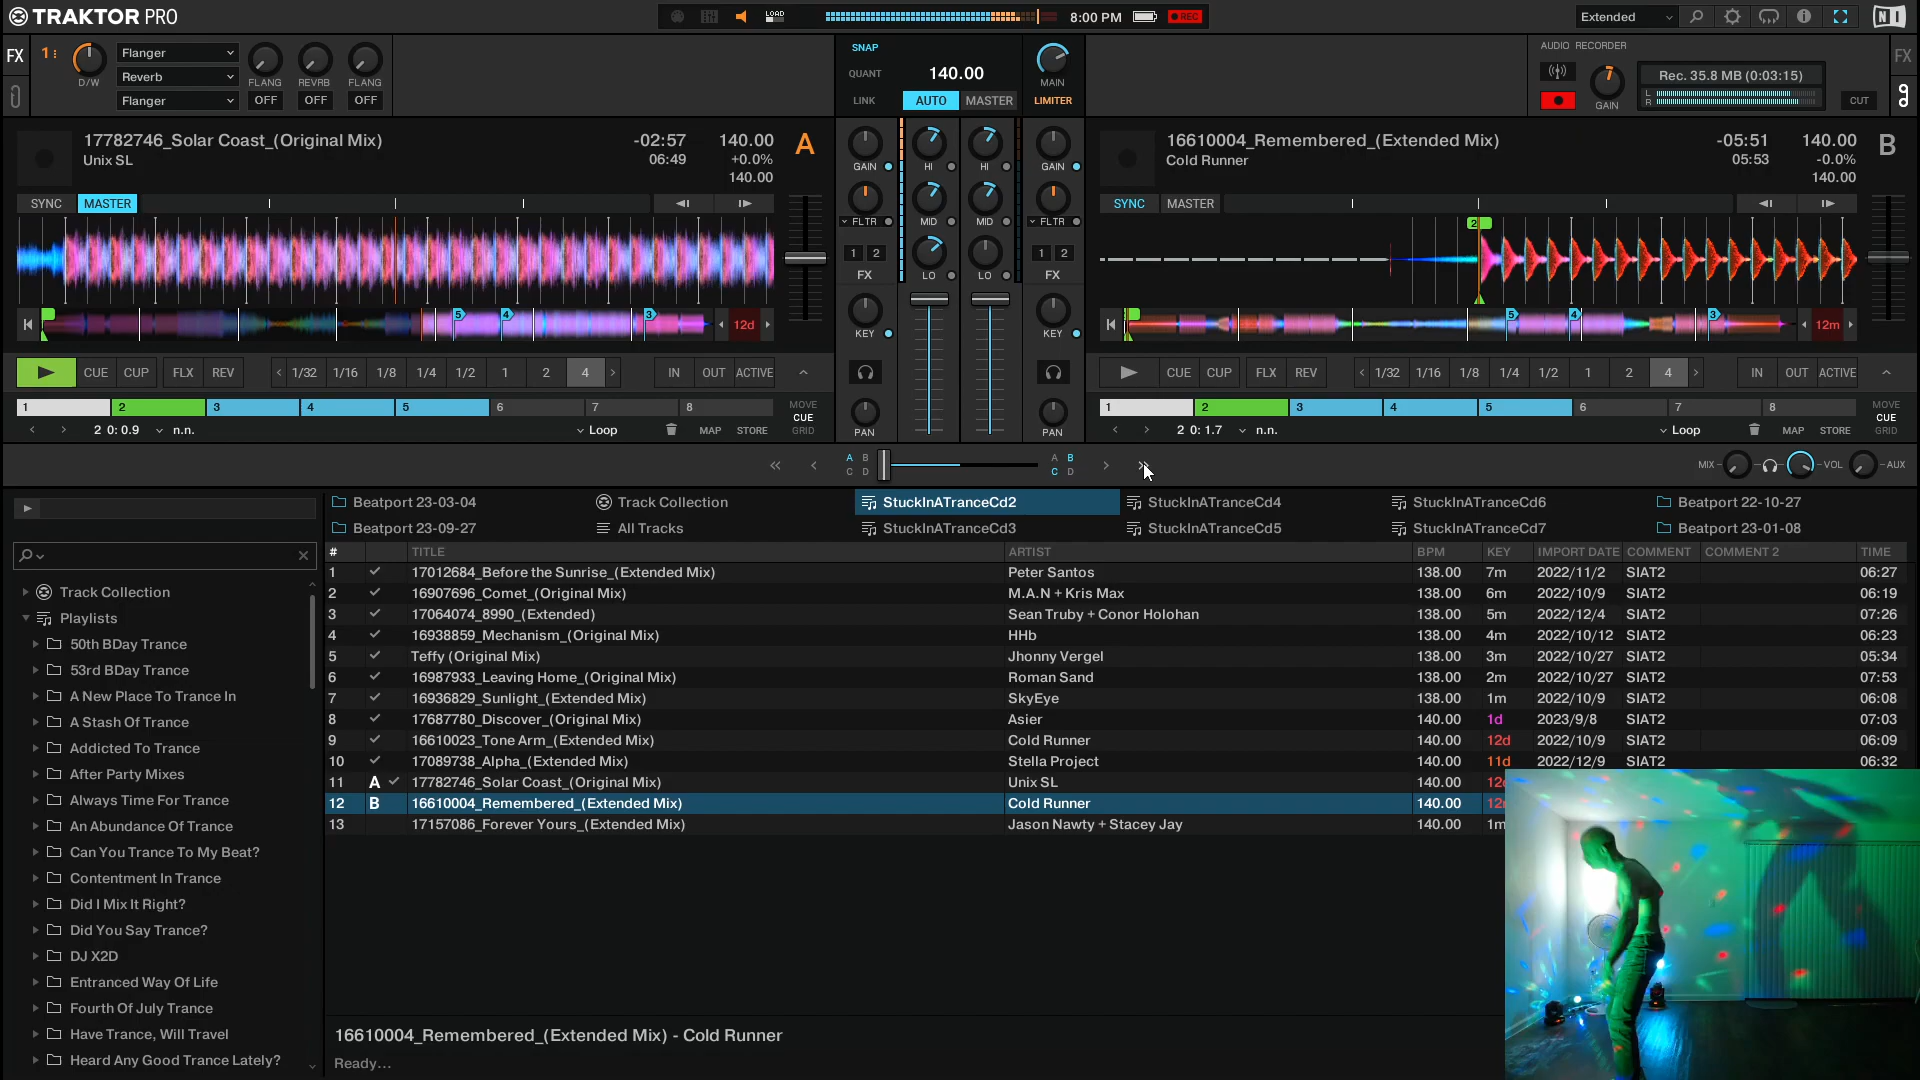 TRAKTOR PRO
LOAD
8:00 PM
REC
Extended
FX
1
D/W
Flanger
Reverb
Flanger
FLANG
REVRB
FLANG
OFF
OFF
OFF
SNAP
QUANT
140.00
LINK
AUTO
MASTER
MAIN
LIMITER
AUDIO RECORDER
GAIN
Rec. 35.8 MB (0:03:15)
L
R
CUT
FX
17782746_Solar Coast_(Original Mix)
Unix SL
-02:57
06:49
140.00
+0.0%
140.00
A
SYNC
MASTER
5
4
3
12d
CUE
CUP
FLX
REV
1/32
1/16
1/8
1/4
1/2
1
2
4
IN
OUT
ACTIVE
1
2
3
4
5
6
7
8
MOVE
CUE
GRID
2 0:0.9
n.n.
Loop
MAP
STORE
GAIN
HI
HI
GAIN
FLTR
MID
MID
FLTR
1
2
1
2
FX
LO
LO
FX
KEY
KEY
PAN
PAN
16610004_Remembered_(Extended Mix)
Cold Runner
-05:51
05:53
140.00
-0.0%
140.00
B
SYNC
MASTER
2
5
4
3
12m
CUE
CUP
FLX
REV
1/32
1/16
1/8
1/4
1/2
1
2
4
IN
OUT
ACTIVE
1
2
3
4
5
6
7
8
MOVE
CUE
GRID
2 0:1.7
n.n.
Loop
MAP
STORE
A B
C D
A B
C D
MIX
VOL
AUX
Beatport 23-03-04
Track Collection
StuckInATranceCd2
StuckInATranceCd4
StuckInATranceCd6
Beatport 22-10-27
Beatport 23-09-27
All Tracks
StuckInATranceCd3
StuckInATranceCd5
StuckInATranceCd7
Beatport 23-01-08
Track Collection
Playlists
50th BDay Trance
53rd BDay Trance
A New Place To Trance In
A Stash Of Trance
Addicted To Trance
After Party Mixes
Always Time For Trance
An Abundance Of Trance
Can You Trance To My Beat?
Contentment In Trance
Did I Mix It Right?
Did You Say Trance?
DJ X2D
Entranced Way Of Life
Fourth Of July Trance
Have Trance, Will Travel
Heard Any Good Trance Lately?
# TITLE ARTIST BPM KEY IMPORT DATE COMMENT COMMENT 2 TIME
1 17012684_Before the Sunrise_(Extended Mix) Peter Santos 138.00 7m 2022/11/2 SIAT2 06:27
2 16907696_Comet_(Original Mix) M.A.N + Kris Max 138.00 6m 2022/10/9 SIAT2 06:19
3 17064074_8990_(Extended) Sean Truby + Conor Holohan 138.00 5m 2022/12/4 SIAT2 07:26
4 16938859_Mechanism_(Original Mix) HHb 138.00 4m 2022/10/12 SIAT2 06:23
5 Teffy (Original Mix) Jhonny Vergel 138.00 3m 2022/10/27 SIAT2 05:34
6 16987933_Leaving Home_(Original Mix) Roman Sand 138.00 2m 2022/10/27 SIAT2 07:53
7 16936829_Sunlight_(Extended Mix) SkyEye 138.00 1m 2022/10/9 SIAT2 06:08
8 17687780_Discover_(Original Mix) Asier 140.00 1d 2023/9/8 SIAT2 07:03
9 16610023_Tone Arm_(Extended Mix) Cold Runner 140.00 12d 2022/10/9 SIAT2 06:09
10 17089738_Alpha_(Extended Mix) Stella Project 140.00 11d 2022/12/9 SIAT2 06:32
11 A 17782746_Solar Coast_(Original Mix) Unix SL 140.00
12 B 16610004_Remembered_(Extended Mix) Cold Runner 140.00
13 17157086_Forever Yours_(Extended Mix) Jason Nawty + Stacey Jay 140.00 1m
16610004_Remembered_(Extended Mix) - Cold Runner
Ready...